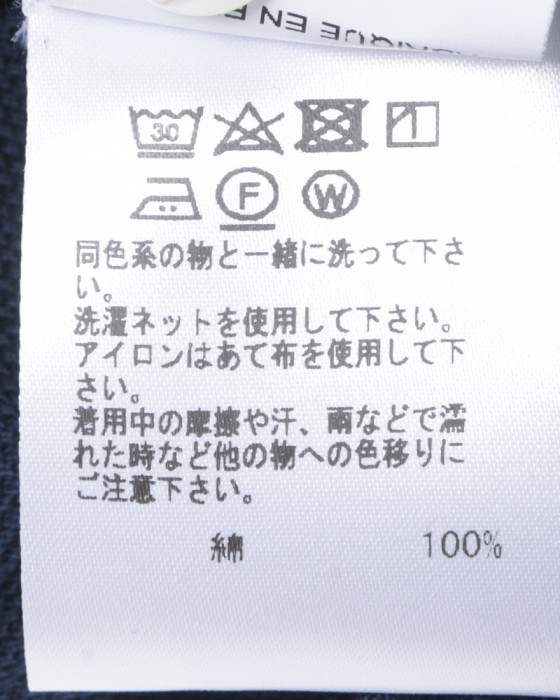 EN E
30
F
W
同色系の物と一緒に洗って下さ
い。
洗濯ネットを使用して下さい。
アイロンはあて布を使用して下
さい。
着用中の摩擦や汗、雨などで濡
れた時など他の物への色移りに
ご注意下さい。
綿 100%